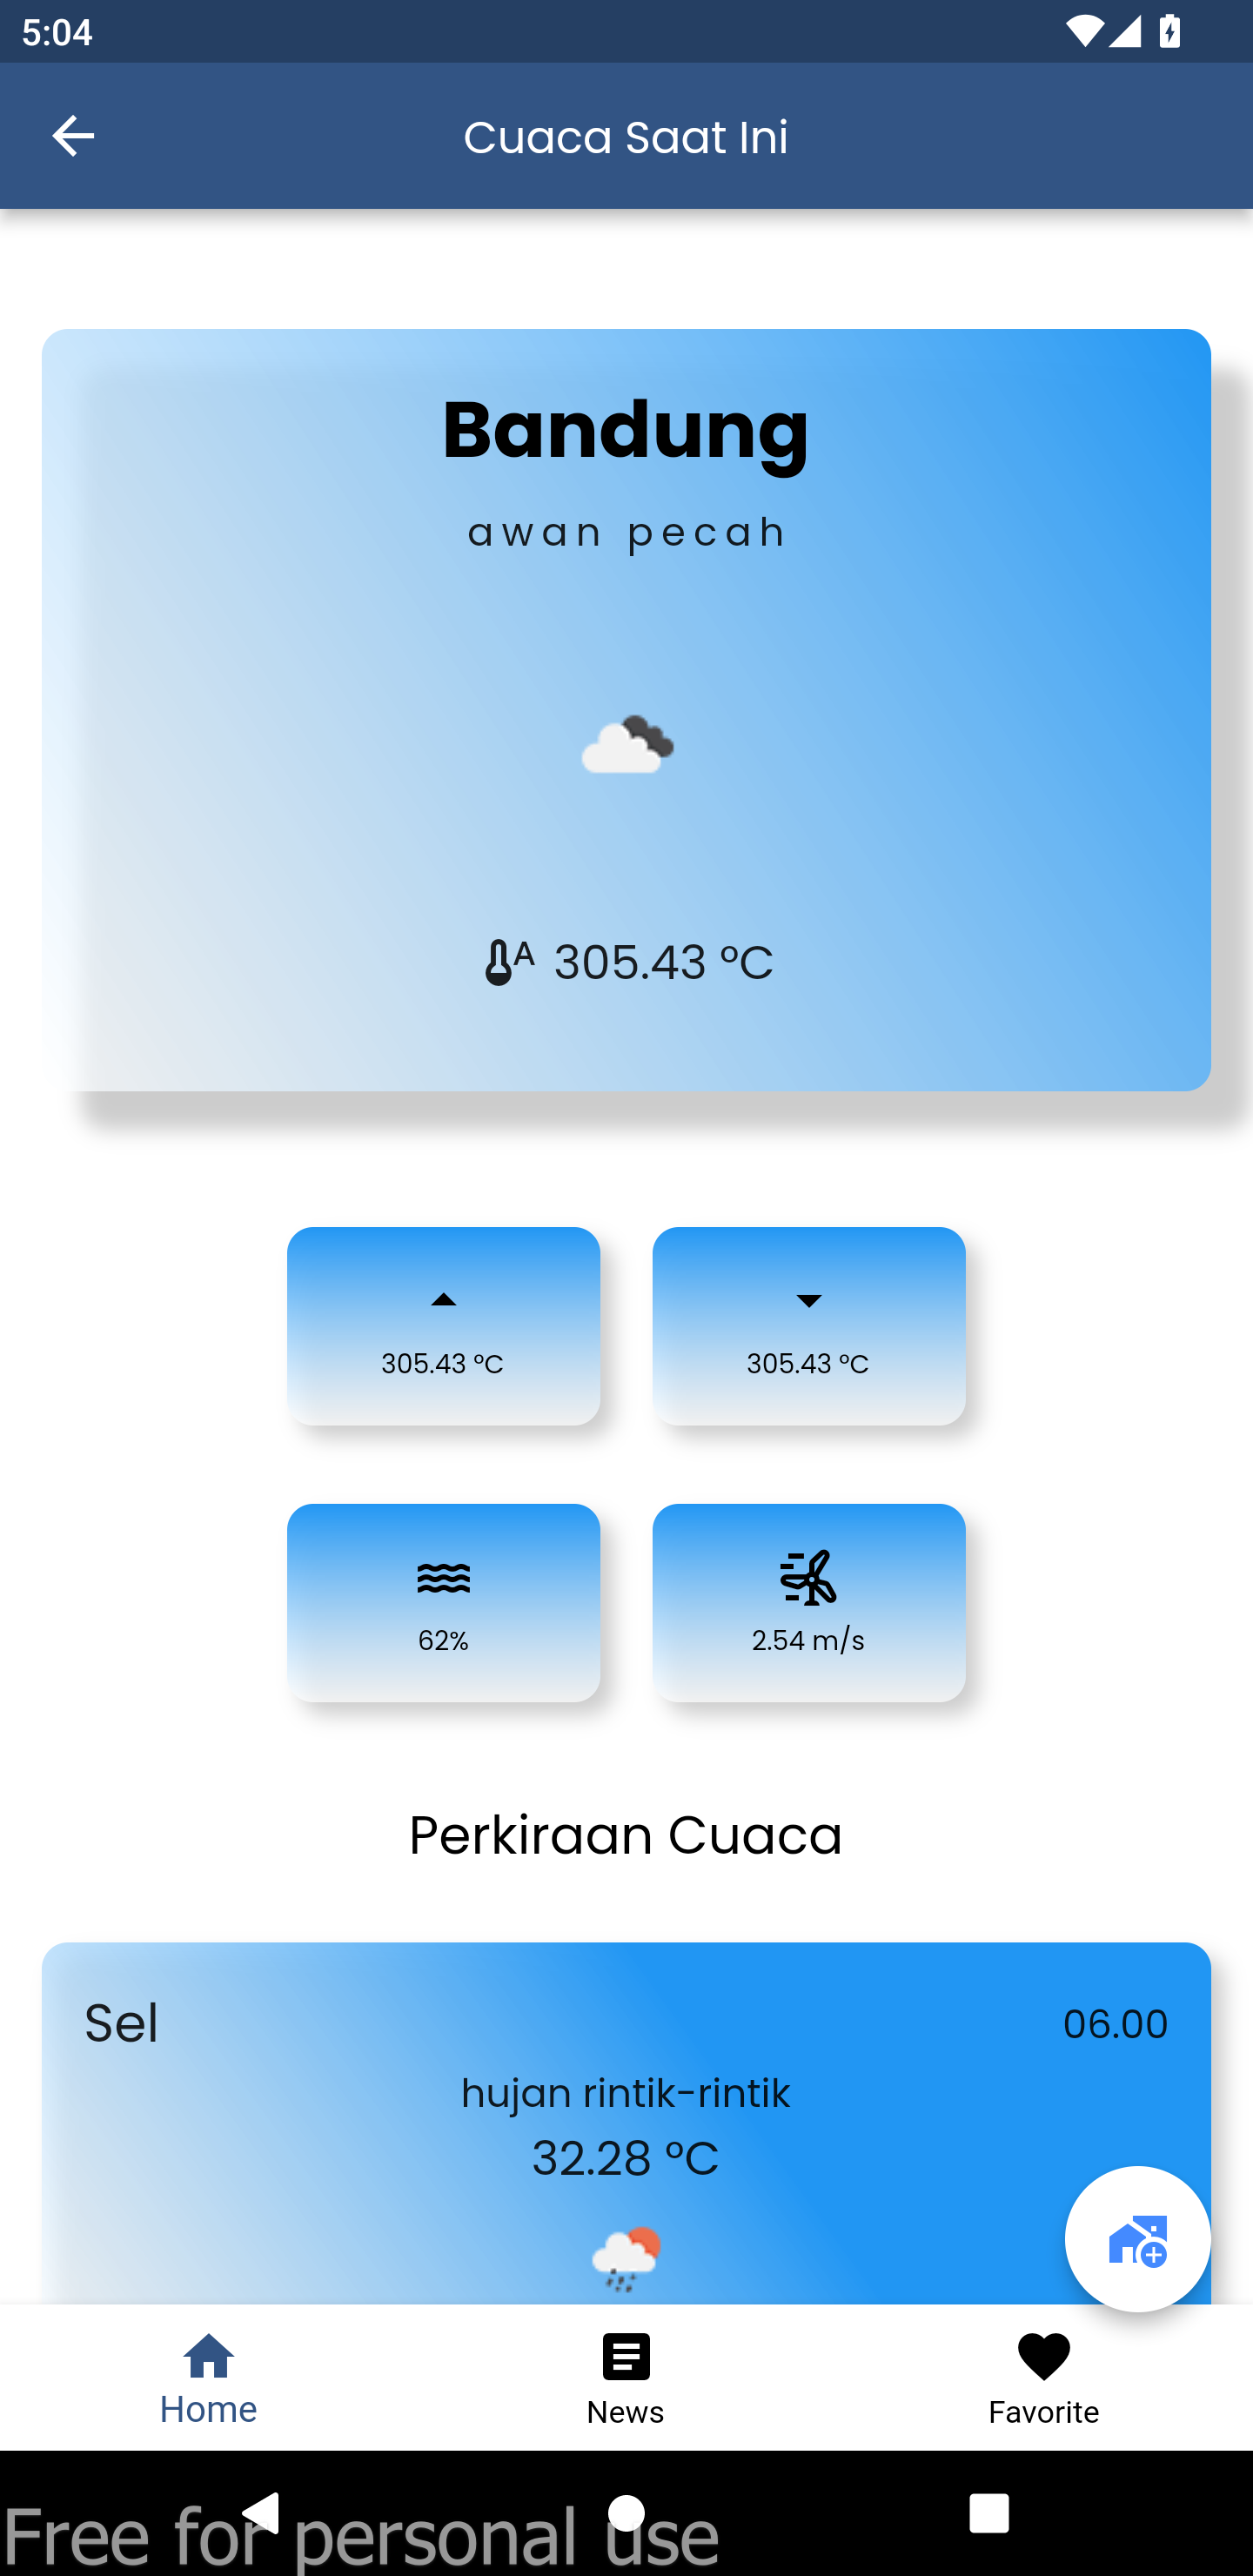 5:04
Cuaca Saat Ini
Bandung
awan pecah
A 305.43 °C
305.43 °C 305.43 °C
62% 2.54 m/s
Perkiraan Cuaca
Sel 06.00
hujan rintik-rintik
32.28 °C
Home News Favorite
Free for personal use